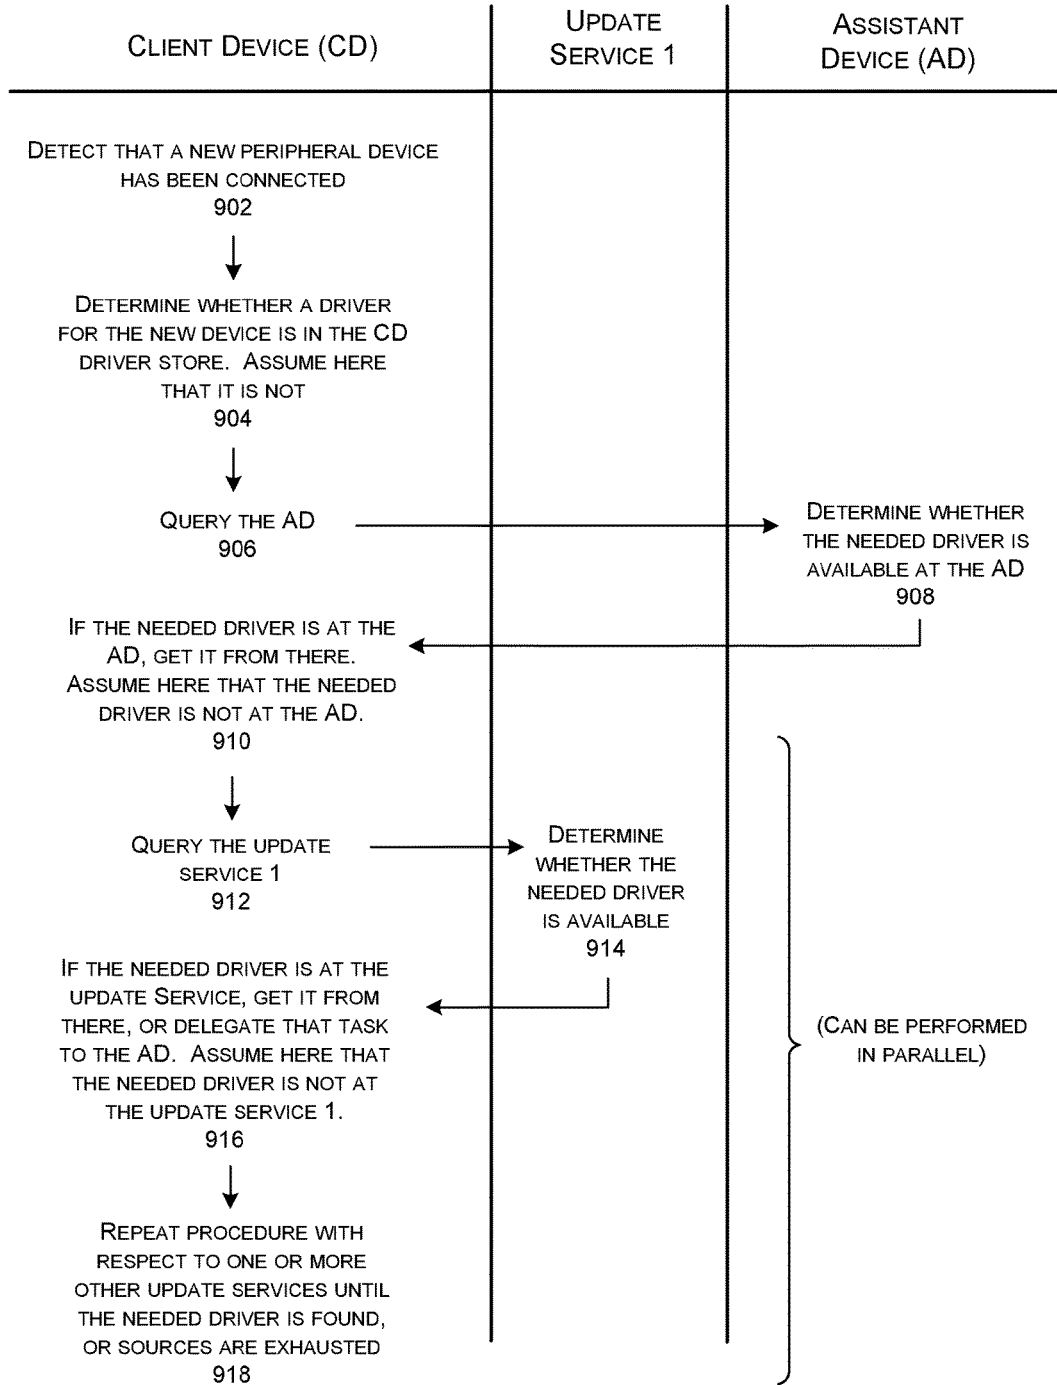 CLIENT DEVICE (CD)
UPDATE
SERVICE 1
ASSISTANT
DEVICE (AD)
DETECT THAT A NEW PERIPHERAL DEVICE
HAS BEEN CONNECTED
902
DETERMINE WHETHER A DRIVER
FOR THE NEW DEVICE IS IN THE CD
DRIVER STORE. ASSUME HERE
THAT IT IS NOT
904
QUERY THE AD
906
DETERMINE WHETHER
THE NEEDED DRIVER IS
AVAILABLE AT THE AD
908
IF THE NEEDED DRIVER IS AT THE
AD, GET IT FROM THERE.
ASSUME HERE THAT THE NEEDED
DRIVER IS NOT AT THE AD.
910
QUERY THE UPDATE
SERVICE 1
912
DETERMINE
WHETHER THE
NEEDED DRIVER
IS AVAILABLE
914
IF THE NEEDED DRIVER IS AT THE
UPDATE SERVICE, GET IT FROM
THERE, OR DELEGATE THAT TASK
TO THE AD. ASSUME HERE THAT
THE NEEDED DRIVER IS NOT AT
THE UPDATE SERVICE 1.
916
(CAN BE PERFORMED
IN PARALLEL)
REPEAT PROCEDURE WITH
RESPECT TO ONE OR MORE
OTHER UPDATE SERVICES UNTIL
THE NEEDED DRIVER IS FOUND,
OR SOURCES ARE EXHAUSTED
918